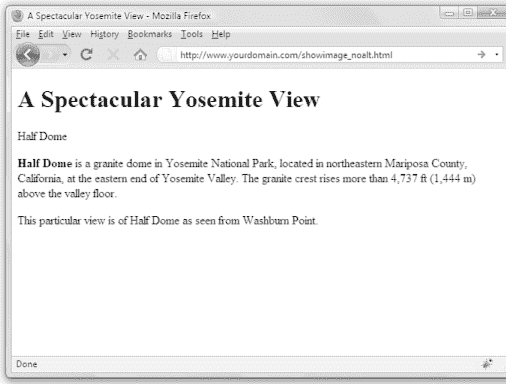 A Spectacular Yosemite View - Mozilla Firefox
File Edit View History Bookmarks Tools Help
http://www.yourdomain.com/showimage_noalt.html
A Spectacular Yosemite View
Half Dome
Half Dome is a granite dome in Yosemite National Park, located in northeastern Mariposa County,
California, at the eastern end of Yosemite Valley. The granite crest rises more than 4,737 ft (1,444 m)
above the valley floor.
This particular view is of Half Dome as seen from Washburn Point.
Done